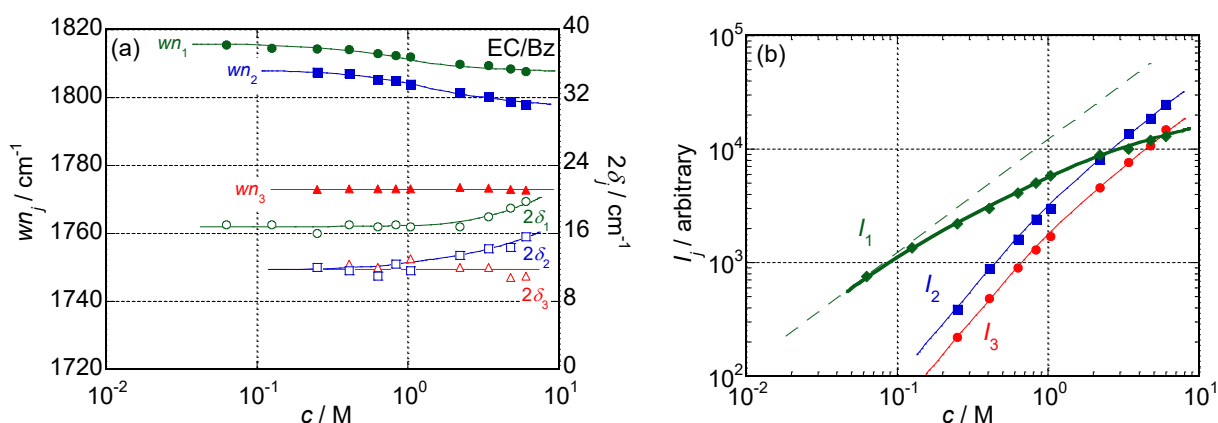 (a)
EC/Bz
wn₁
wn₂
wn₃
2δ₁
2δ₂
2δ₃
1820
1800
1780
1760
1740
1720
wnⱼ / cm⁻¹
40
32
24
16
8
0
2δⱼ / cm⁻¹
10⁻² 10⁻¹ 10⁰ 10¹
c / M
(b)
I₁
I₂
I₃
10⁵
10⁴
10³
10²
Iⱼ / arbitrary
10⁻² 10⁻¹ 10⁰ 10¹
c / M